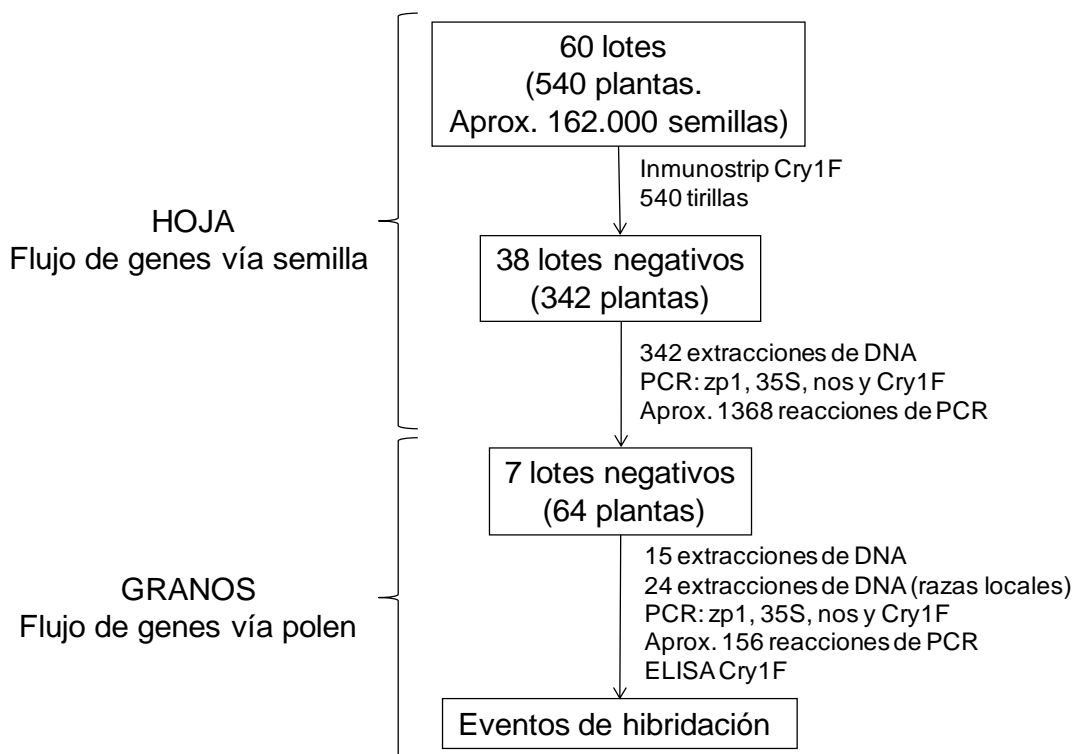 60 lotes
(540 plantas.
Aprox. 162.000 semillas)
Inmunostrip Cry1F
540 tirillas
HOJA
Flujo de genes vía semilla
38 lotes negativos
(342 plantas)
342 extracciones de DNA
PCR: zp1, 35S, nos y Cry1F
Aprox. 1368 reacciones de PCR
7 lotes negativos
(64 plantas)
15 extracciones de DNA
24 extracciones de DNA (razas locales)
PCR: zp1, 35S, nos y Cry1F
Aprox. 156 reacciones de PCR
ELISA Cry1F
GRANOS
Flujo de genes vía polen
Eventos de hibridación